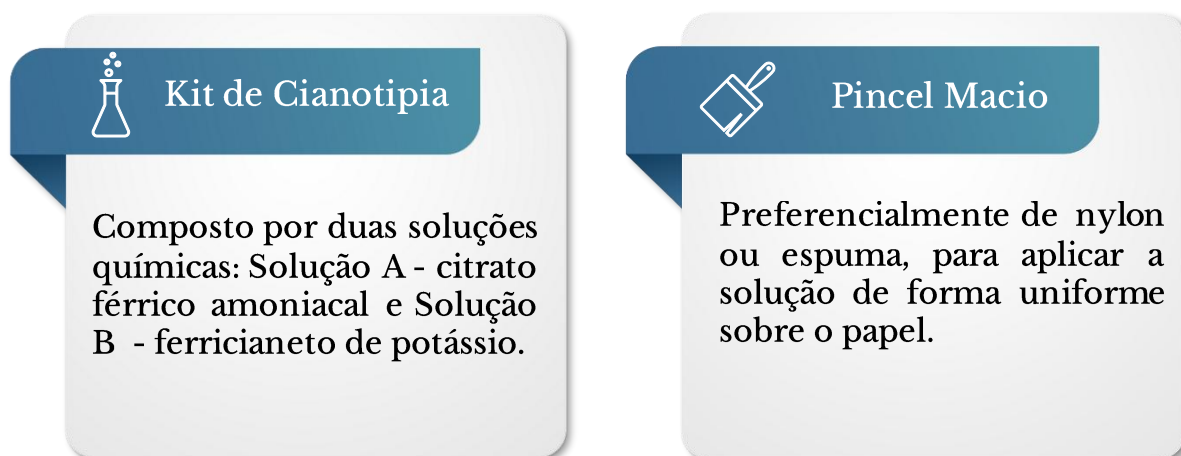 Kit de Cianotipia
Composto por duas soluções
químicas: Solução A - citrato
férrico amoniacal e Solução
B - ferricianeto de potássio.
Pincel Macio
Preferencialmente de nylon
ou espuma, para aplicar a
solução de forma uniforme
sobre o papel.